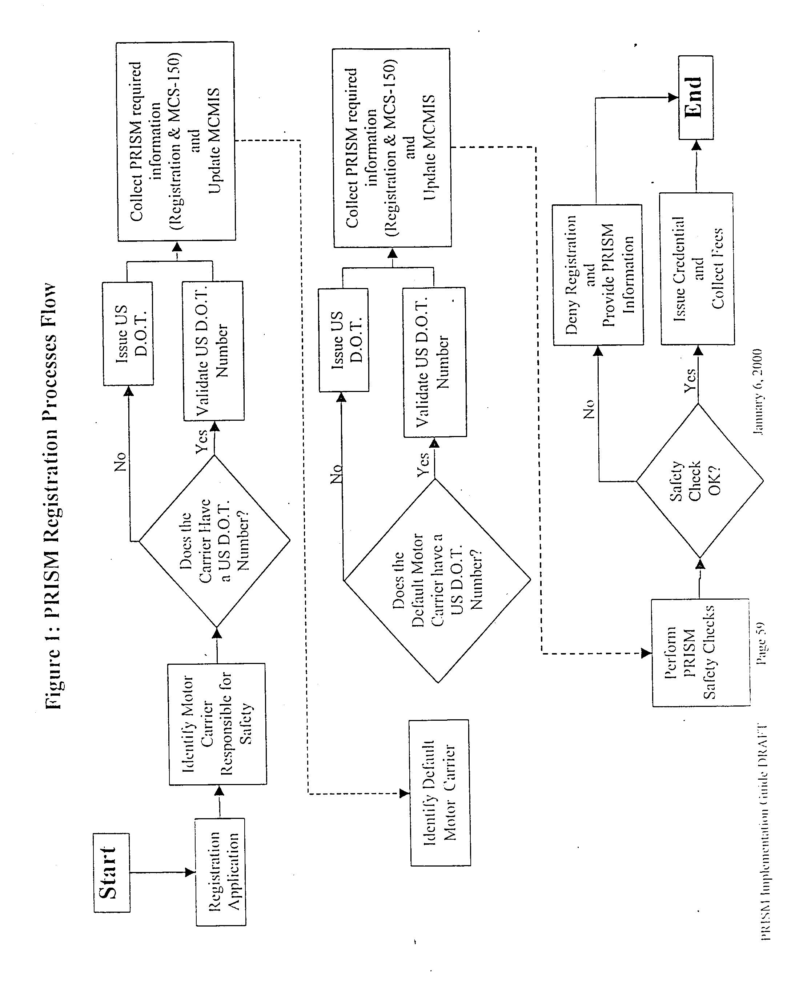 Figure 1: PRISM Registration Processes Flow
Start
Registration
Application
Identify Motor
Carrier
Responsible for
Safety
Does the
Carrier Have
a US D.O.T.
Number?
No
Yes
Issue US
D.O.T.
Validate US D.O.T.
Number
Collect PRISM required
information
(Registration & MCS-150)
and
Update MCMIS
Identify Default
Motor Carrier
Does the
Default Motor
Carrier have a
US D.O.T.
Number?
No
Yes
Issue US
D.O.T.
Validate US D.O.T.
Number
Collect PRISM required
information
(Registration & MCS-150)
and
Update MCMIS
Perform
PRISM
Safety Checks
Safety
Check
OK?
No
Yes
Deny Registration
and
Provide PRISM
Information
Issue Credential
and
Collect Fees
End
PRISM Implementation Guide DRAFT
Page 59
January 6, 2000